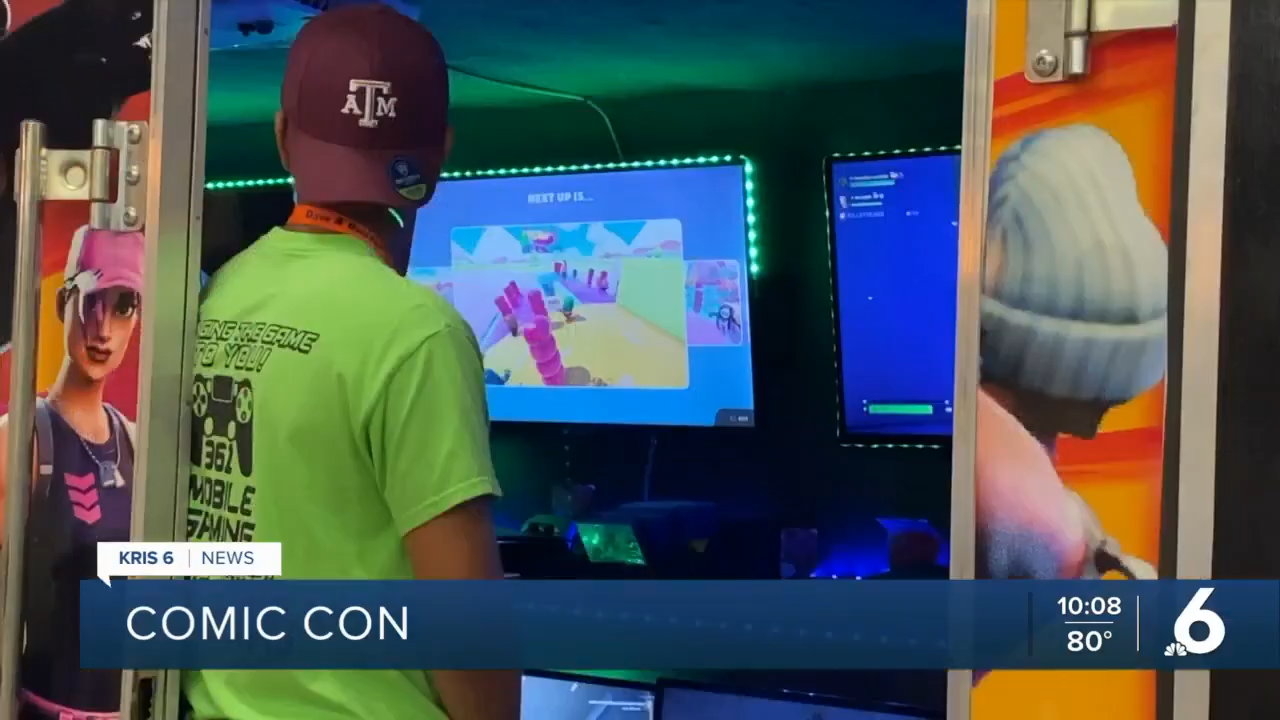 ATM
NEXT UP IS...
GING THE GAME
TO YOU!
361
MOBILE
GAMING
KRIS 6 | NEWS
COMIC CON
10:08
80°
6